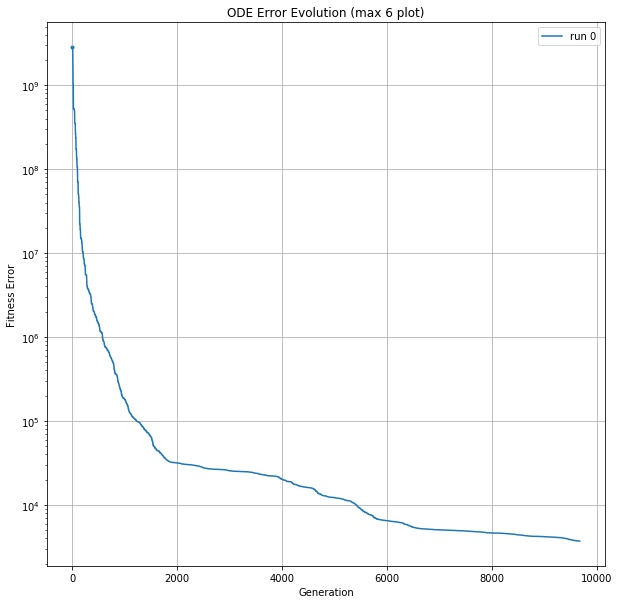 ODE Error Evolution (max 6 plot)
run 0
10⁹
10⁸
10⁷
10⁶
10⁵
10⁴
Fitness Error
0 2000 4000 6000 8000 10000
Generation